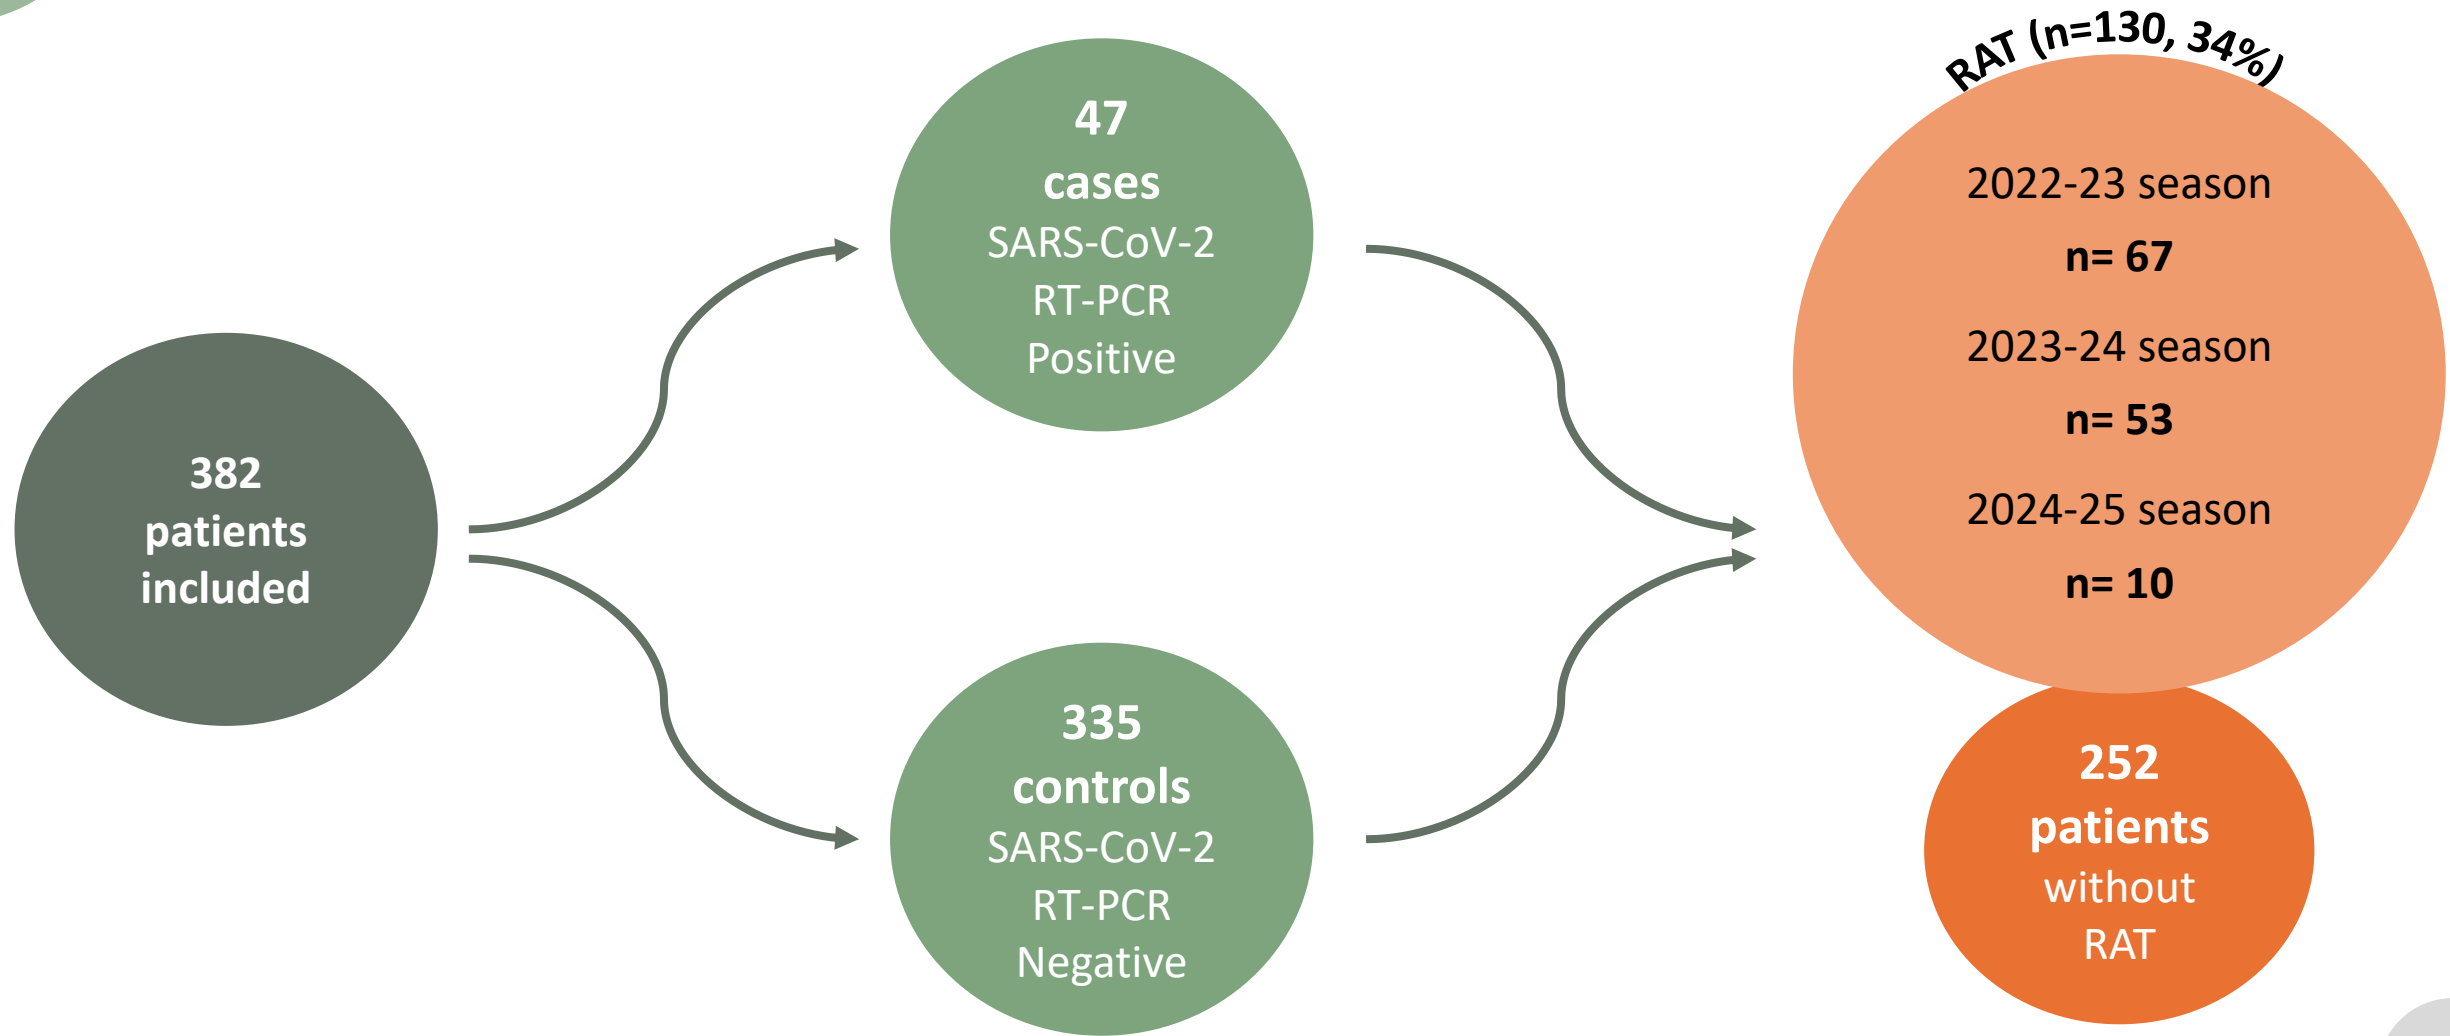 382
patients
included
47
cases
SARS-CoV-2
RT-PCR
Positive
335
controls
SARS-CoV-2
RT-PCR
Negative
RAT (n=130, 34%)
2022-23 season
n= 67
2023-24 season
n= 53
2024-25 season
n= 10
252
patients
without
RAT